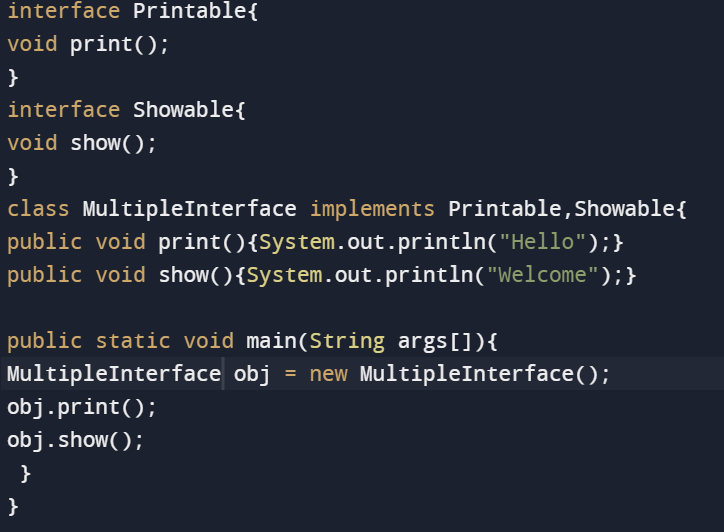 interface Printable{
void print();
}
interface Showable{
void show();
}
class MultipleInterface implements Printable,Showable{
public void print(){System.out.println("Hello");}
public void show(){System.out.println("Welcome");}

public static void main(String args[]){
MultipleInterface obj = new MultipleInterface();
obj.print();
obj.show();
 }
}